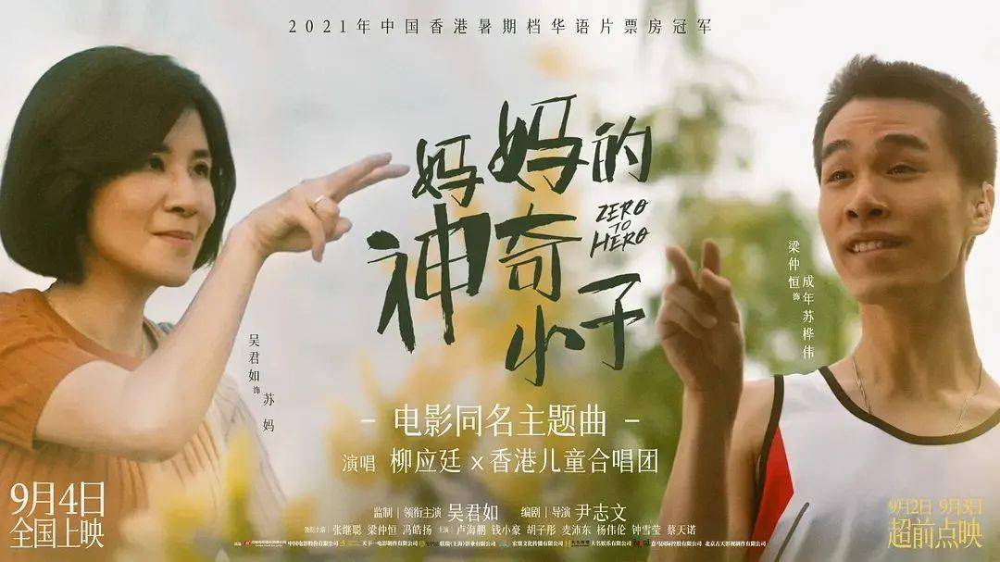 2021年中国香港暑期档华语片票房冠军
妈妈的
神奇
小子
ZERO
TO
HERO
吴君如 饰 苏妈
梁仲恒 饰 成年苏桦伟
- 电影同名主题曲 -
演唱 柳应廷 x 香港儿童合唱团
监制 | 领衔主演 吴君如 编剧 | 导演 尹志文
领衔主演 张继聪 梁仲恒 冯皓扬 主演 卢海鹏 钱小豪 胡子彤 麦沛东 杨伟伦 钟雪莹 蔡天诺
9月4日
全国上映
9月2日 9月3日
超前点映